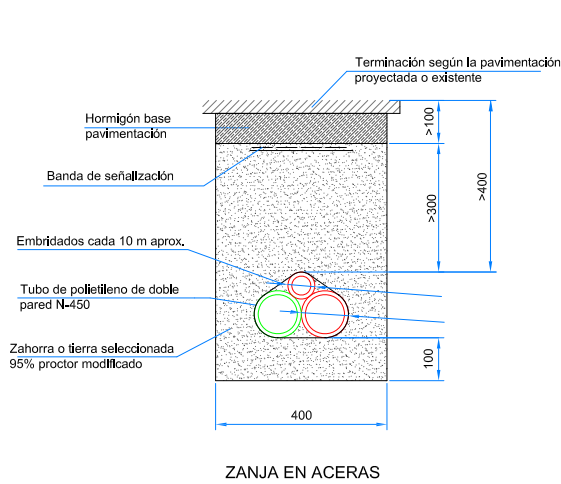 Terminación según la pavimentación
proyectada o existente
Hormigón base
pavimentación
>100
Banda de señalización
>300
>400
Embridados cada 10 m aprox.
Tubo de polietileno de doble
pared N-450
Zahorra o tierra seleccionada
95% proctor modificado
100
400
ZANJA EN ACERAS